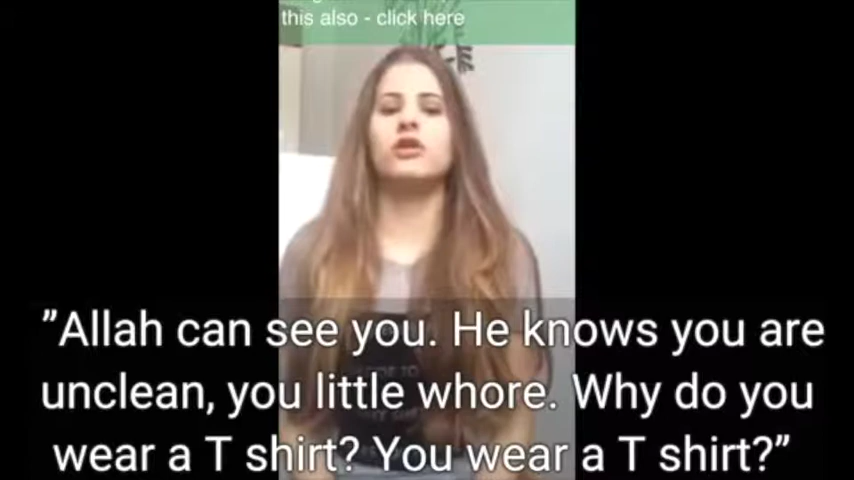 this also - click here
"Allah can see you. He knows you are
unclean, you little whore. Why do you
wear a T shirt? You wear a T shirt?"